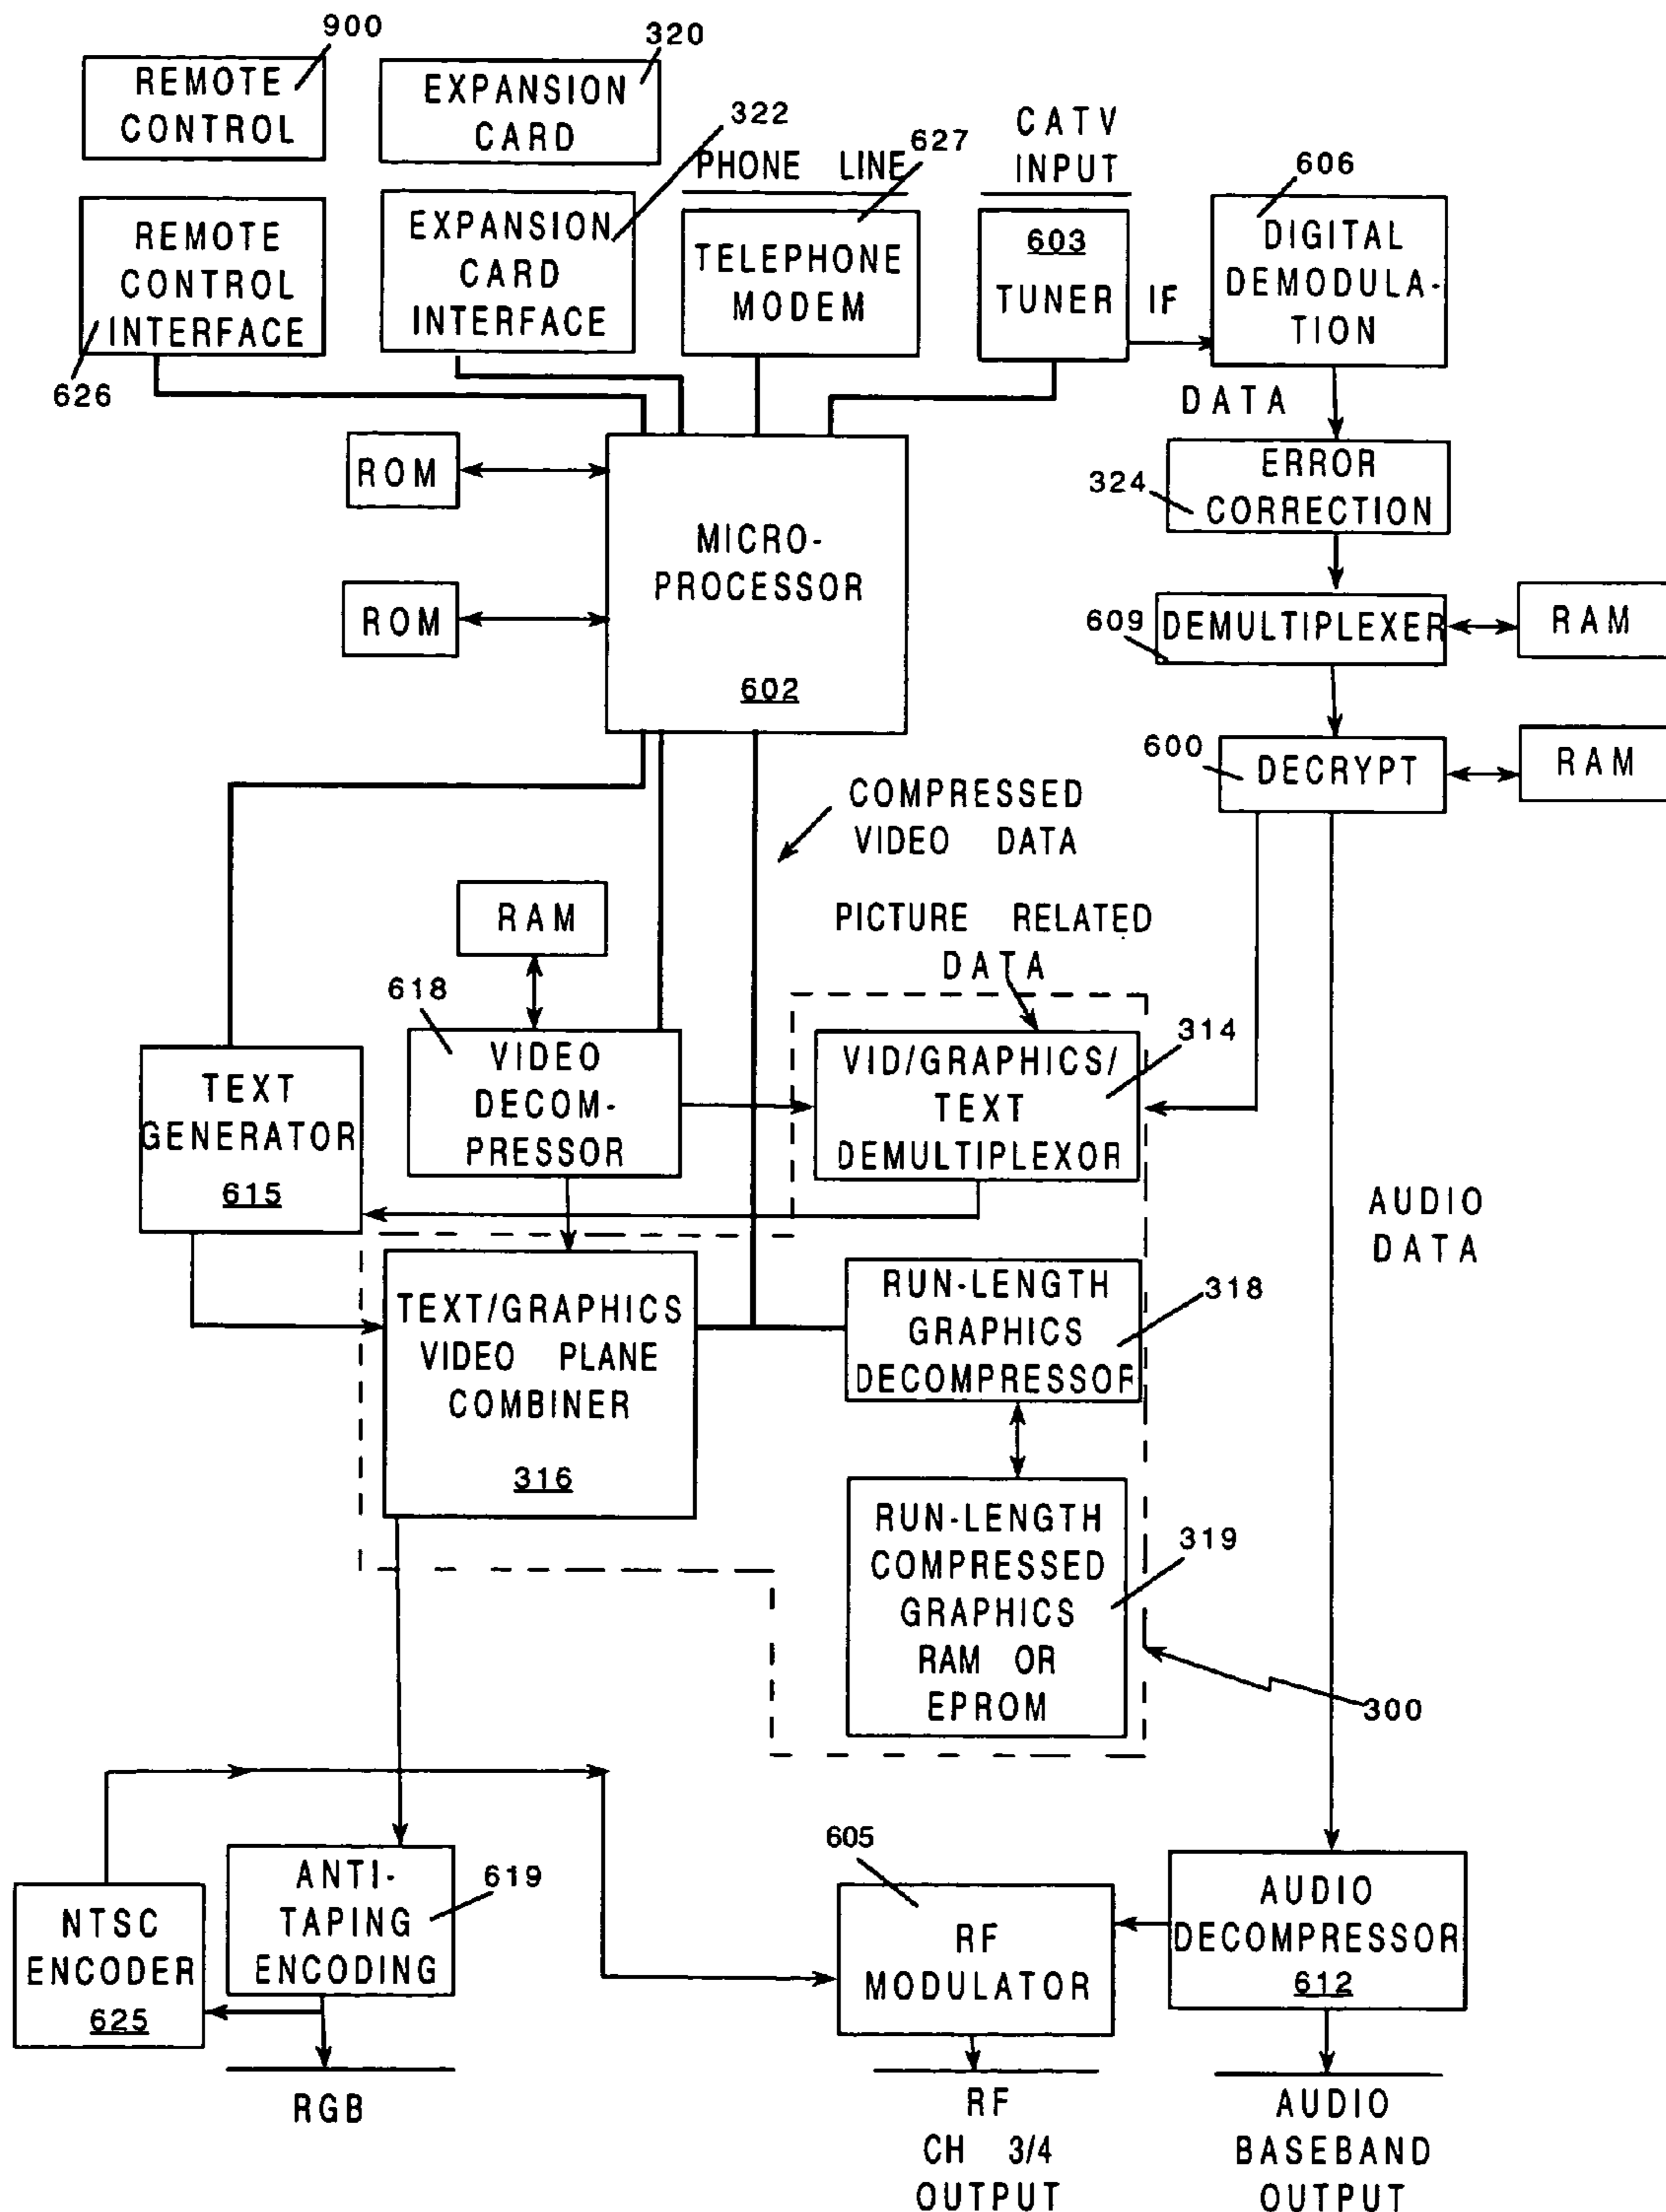 900
REMOTE
CONTROL
320
EXPANSION
CARD
322
PHONE LINE
627
CATV
INPUT
606
REMOTE
CONTROL
INTERFACE
626
EXPANSION
CARD
INTERFACE
TELEPHONE
MODEM
603
TUNER
IF
DIGITAL
DEMODULA-
TION
DATA
ROM
ROM
MICRO-
PROCESSOR
602
324
ERROR
CORRECTION
609
DEMULTIPLEXER
RAM
600
DECRYPT
RAM
COMPRESSED
VIDEO DATA
PICTURE RELATED
DATA
RAM
618
VIDEO
DECOM-
PRESSOR
TEXT
GENERATOR
615
VID/GRAPHICS/
TEXT
DEMULTIPLEXOR
314
AUDIO
DATA
TEXT/GRAPHICS
VIDEO PLANE
COMBINER
316
RUN-LENGTH
GRAPHICS
DECOMPRESSOR
318
RUN-LENGTH
COMPRESSED
GRAPHICS
RAM OR
EPROM
319
300
NTSC
ENCODER
625
ANTI-
TAPING
ENCODING
619
RGB
605
RF
MODULATOR
RF
CH 3/4
OUTPUT
AUDIO
DECOMPRESSOR
612
AUDIO
BASEBAND
OUTPUT